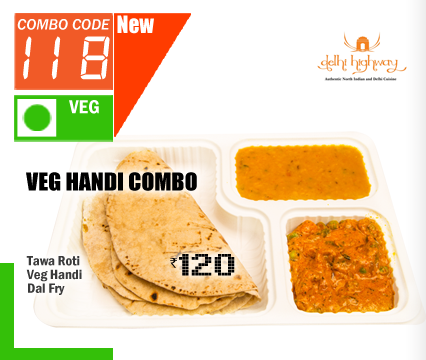 COMBO CODE
New
118
VEG
delhi highway
Authentic North Indian and Delhi Cuisine
VEG HANDI COMBO
₹120
Tawa Roti
Veg Handi
Dal Fry